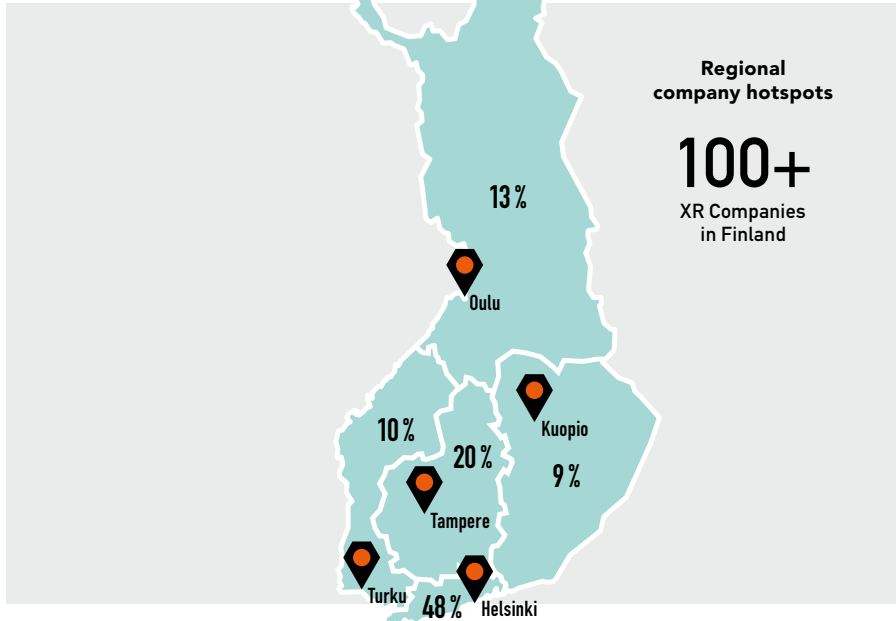 Regional
company hotspots
100+
XR Companies
in Finland
13 %
Oulu
10 %
20 %
Kuopio
9 %
Tampere
Turku
48 %
Helsinki